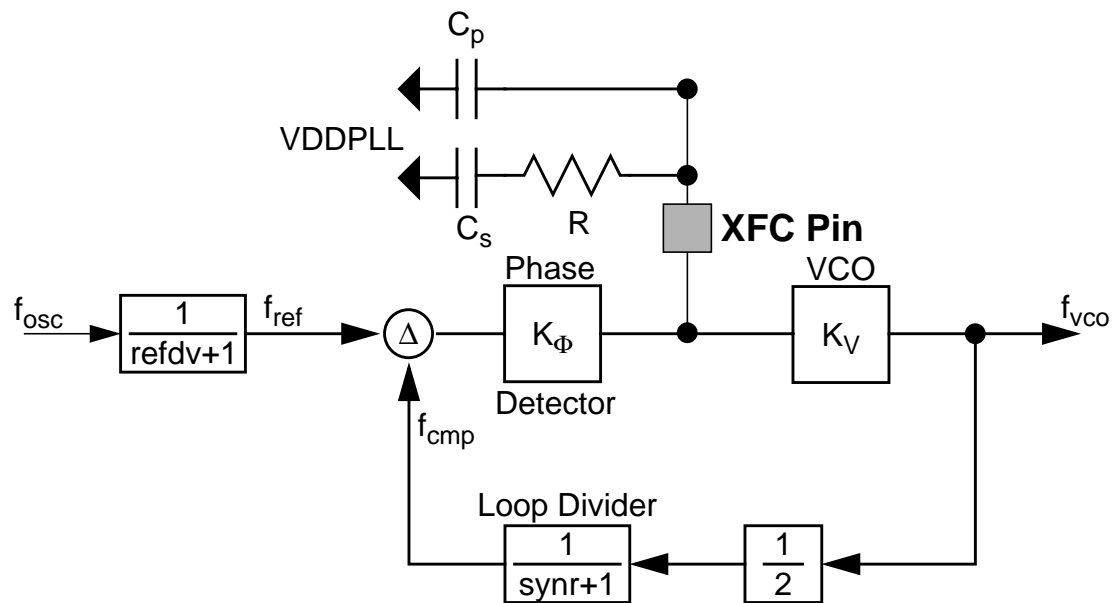 Cp
VDDPLL
Cs
R
XFC Pin
Phase
VCO
fosc
1
refdv+1
fref
Δ
KΦ
KV
fvco
Detector
fcmp
Loop Divider
1
synr+1
1
2